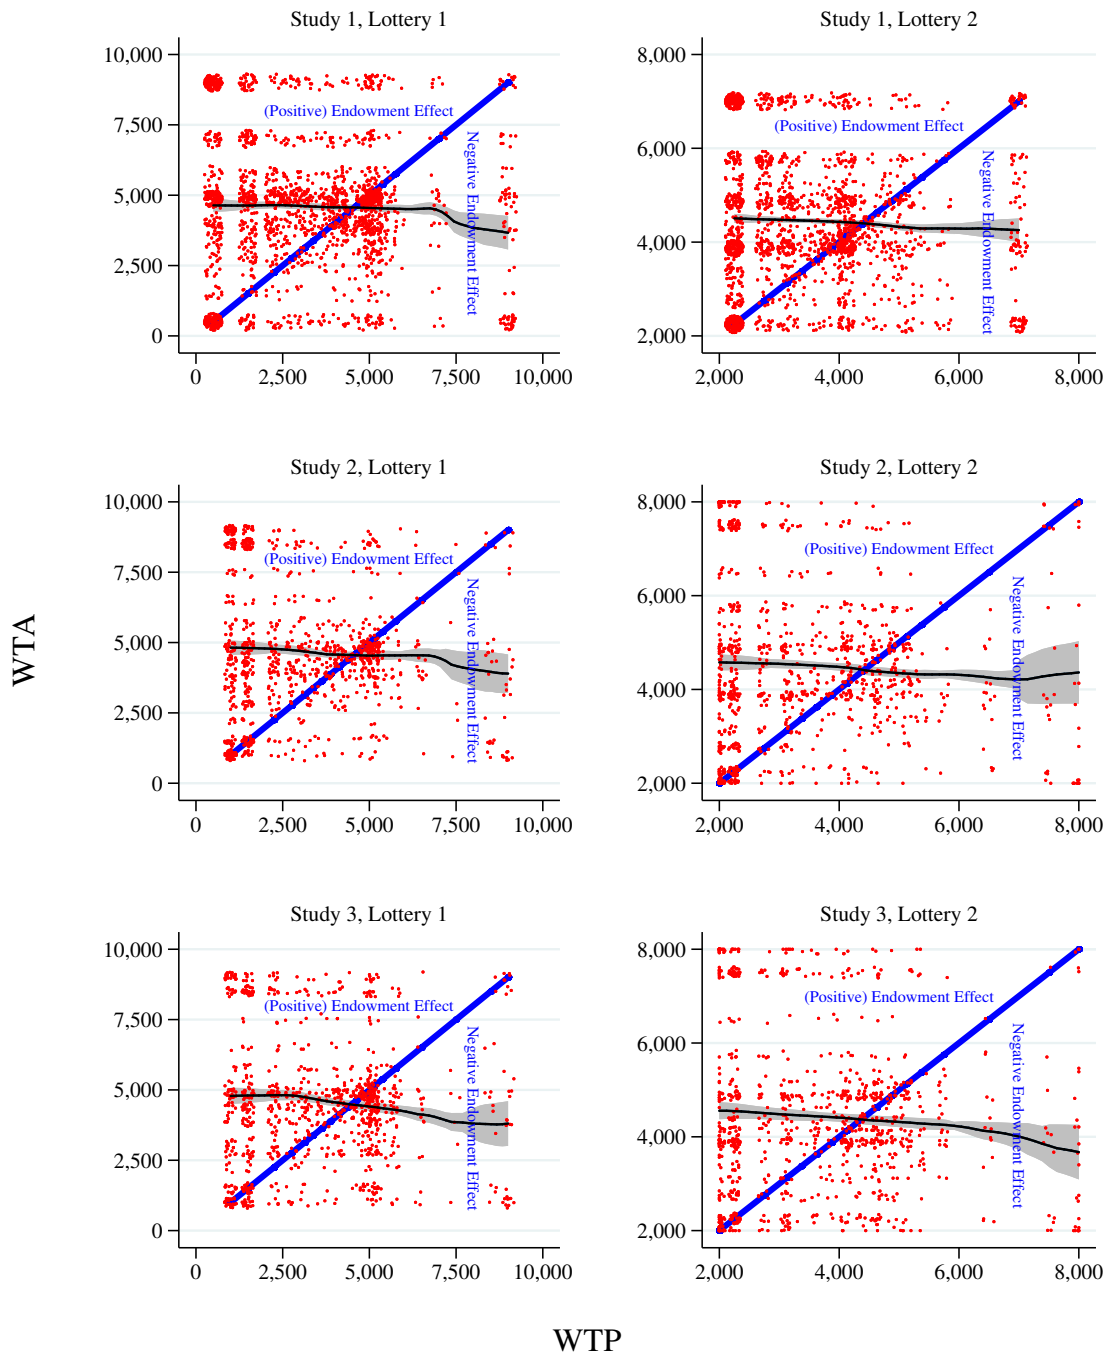 Study 1, Lottery 1
10,000
7,500
5,000
2,500
0
(Positive) Endowment Effect
Negative Endowment Effect
0
2,500
5,000
7,500
10,000
Study 1, Lottery 2
8,000
6,000
4,000
2,000
(Positive) Endowment Effect
Negative Endowment Effect
2,000
4,000
6,000
8,000
WTA
Study 2, Lottery 1
10,000
7,500
5,000
2,500
0
(Positive) Endowment Effect
Negative Endowment Effect
0
2,500
5,000
7,500
10,000
Study 2, Lottery 2
8,000
6,000
4,000
2,000
(Positive) Endowment Effect
Negative Endowment Effect
2,000
4,000
6,000
8,000
Study 3, Lottery 1
10,000
7,500
5,000
2,500
0
(Positive) Endowment Effect
Negative Endowment Effect
0
2,500
5,000
7,500
10,000
Study 3, Lottery 2
8,000
6,000
4,000
2,000
(Positive) Endowment Effect
Negative Endowment Effect
2,000
4,000
6,000
8,000
WTP